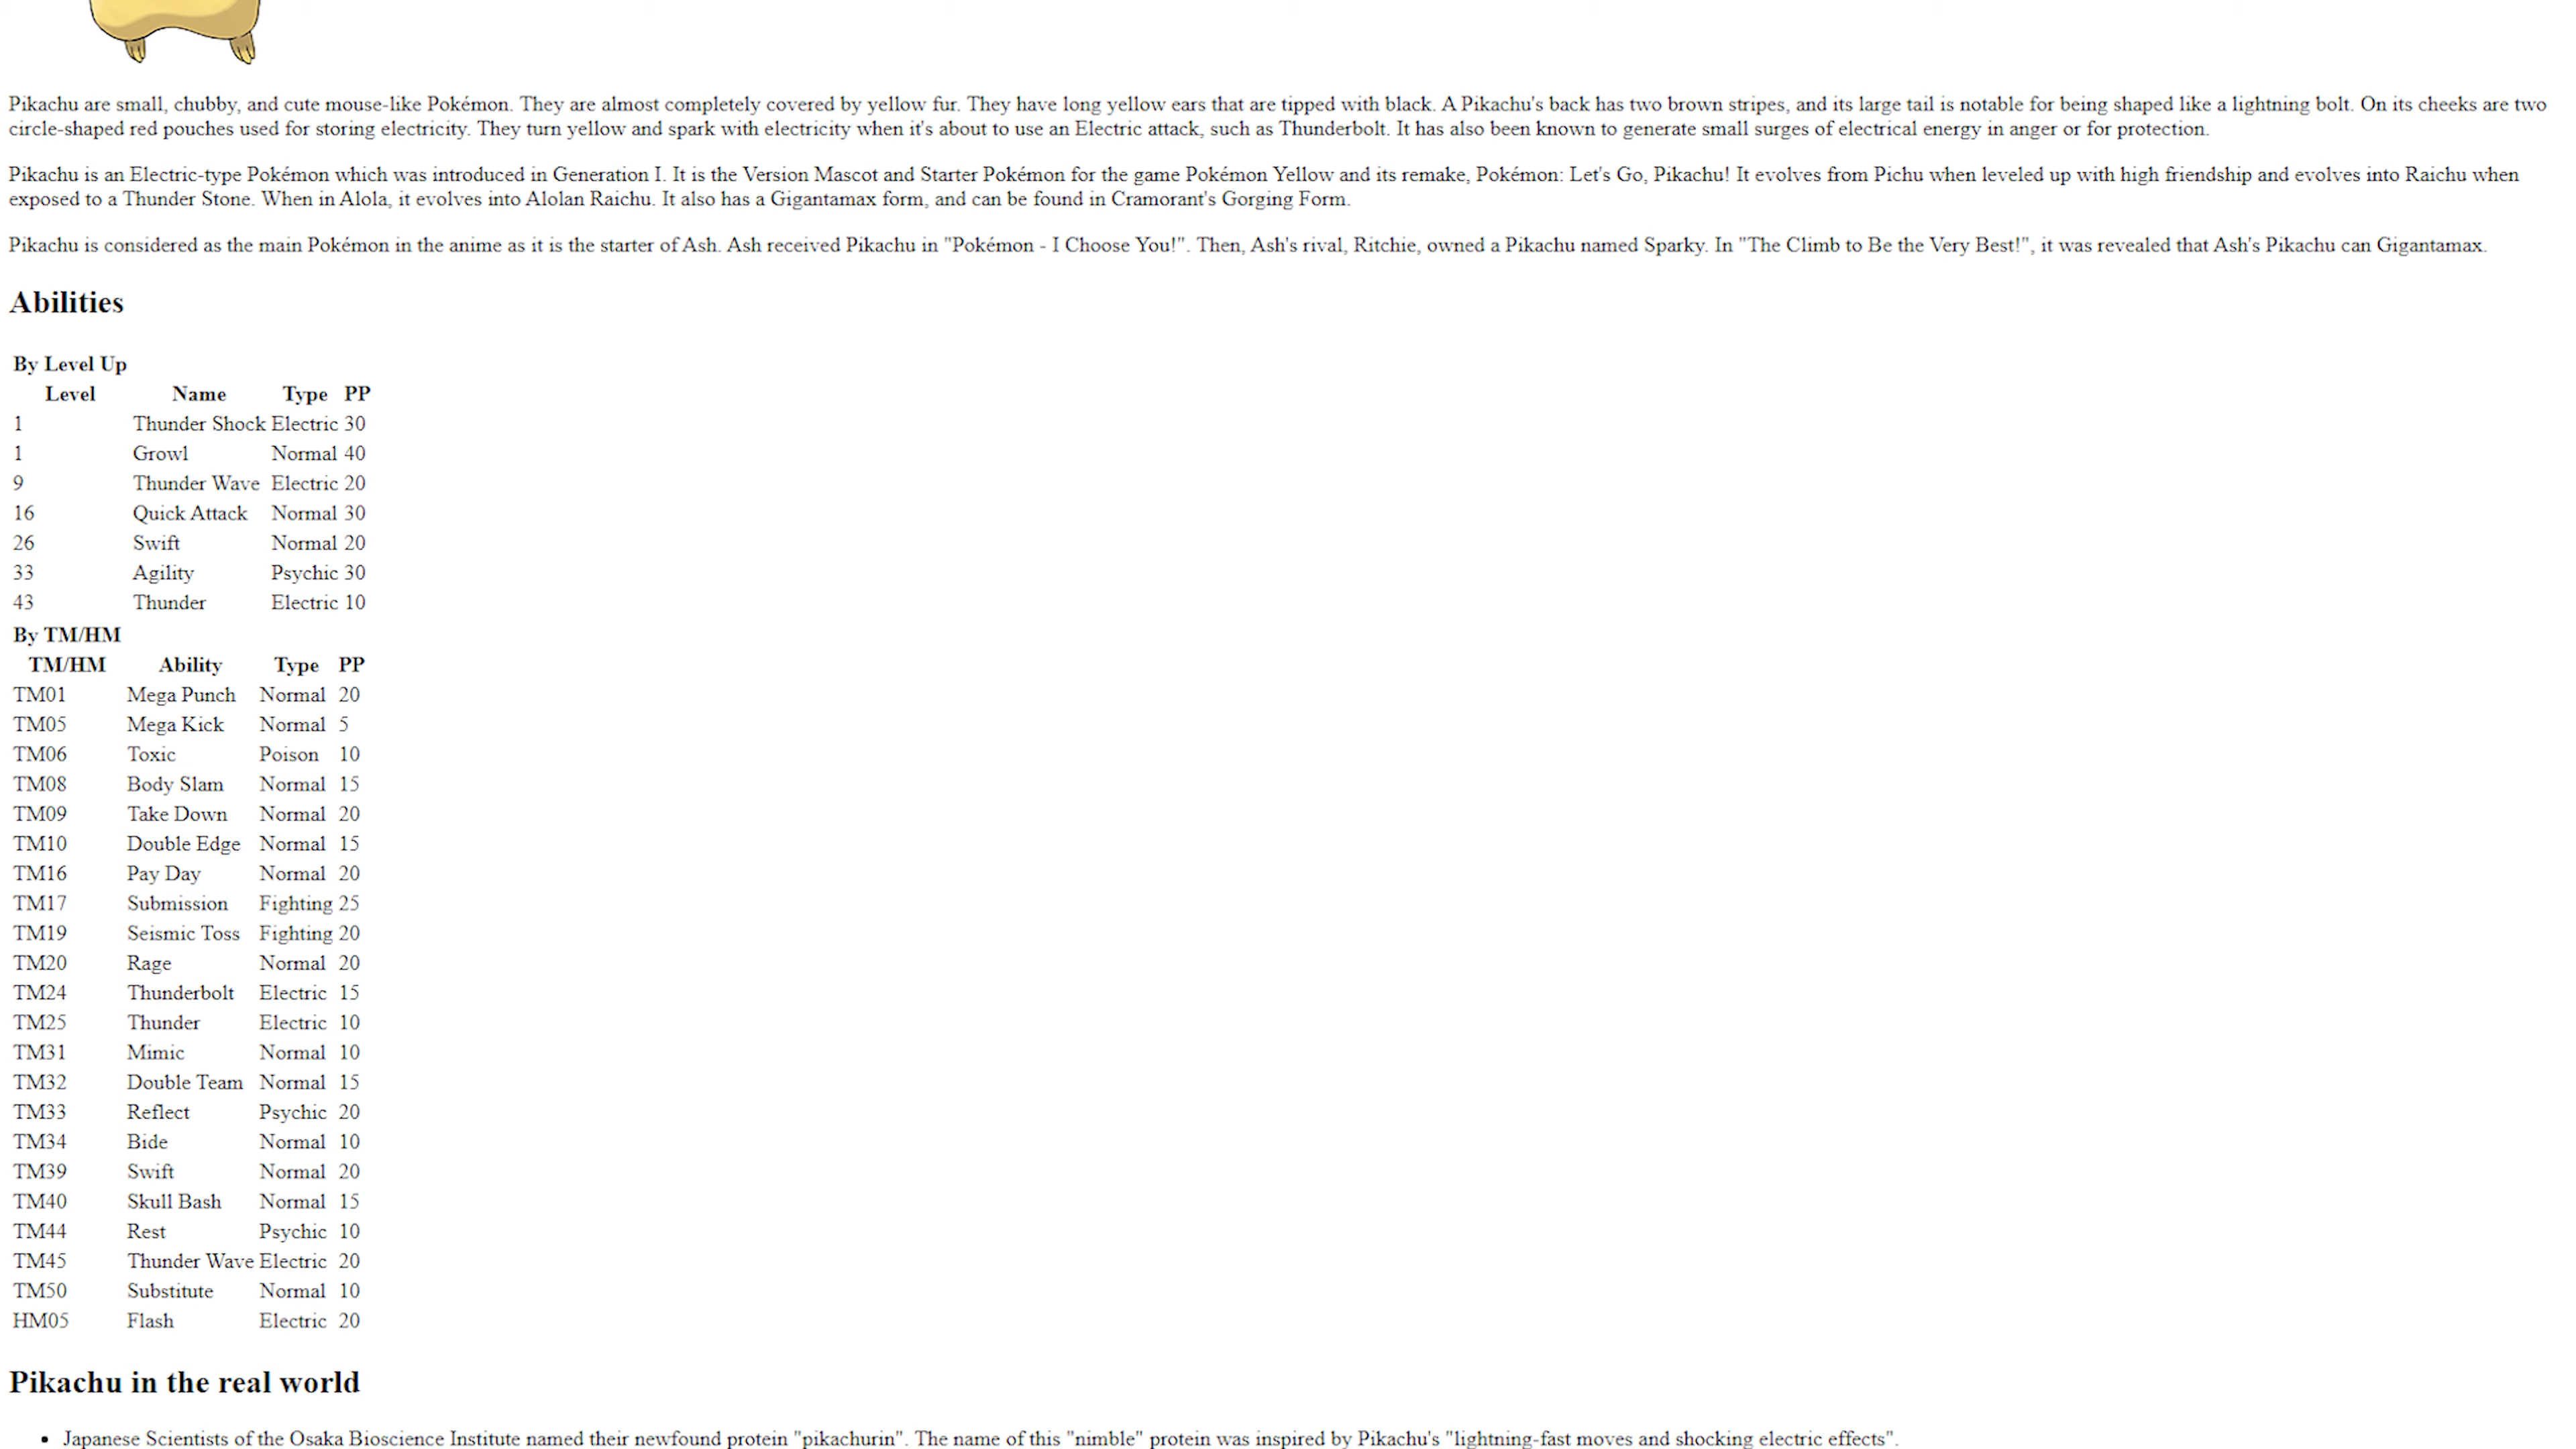 Pikachu are small, chubby, and cute mouse-like Pokémon. They are almost completely covered by yellow fur. They have long yellow ears that are tipped with black. A Pikachu's back has two brown stripes, and its large tail is notable for being shaped like a lightning bolt. On its cheeks are two
circle-shaped red pouches used for storing electricity. They turn yellow and spark with electricity when it's about to use an Electric attack, such as Thunderbolt. It has also been known to generate small surges of electrical energy in anger or for protection.
Pikachu is an Electric-type Pokémon which was introduced in Generation I. It is the Version Mascot and Starter Pokémon for the game Pokémon Yellow and its remake, Pokémon: Let's Go, Pikachu! It evolves from Pichu when leveled up with high friendship and evolves into Raichu when
exposed to a Thunder Stone. When in Alola, it evolves into Alolan Raichu. It also has a Gigantamax form, and can be found in Cramorant's Gorging Form.
Pikachu is considered as the main Pokémon in the anime as it is the starter of Ash. Ash received Pikachu in "Pokémon - I Choose You!". Then, Ash's rival, Ritchie, owned a Pikachu named Sparky. In "The Climb to Be the Very Best!", it was revealed that Ash's Pikachu can Gigantamax.
Abilities
By Level Up
Level Name Type PP
1 Thunder Shock Electric 30
1 Growl Normal 40
9 Thunder Wave Electric 20
16 Quick Attack Normal 30
26 Swift Normal 20
33 Agility Psychic 30
43 Thunder Electric 10
By TM/HM
TM/HM Ability Type PP
TM01 Mega Punch Normal 20
TM05 Mega Kick Normal 5
TM06 Toxic Poison 10
TM08 Body Slam Normal 15
TM09 Take Down Normal 20
TM10 Double Edge Normal 15
TM16 Pay Day Normal 20
TM17 Submission Fighting 25
TM19 Seismic Toss Fighting 20
TM20 Rage Normal 20
TM24 Thunderbolt Electric 15
TM25 Thunder Electric 10
TM31 Mimic Normal 10
TM32 Double Team Normal 15
TM33 Reflect Psychic 20
TM34 Bide Normal 10
TM39 Swift Normal 20
TM40 Skull Bash Normal 15
TM44 Rest Psychic 10
TM45 Thunder Wave Electric 20
TM50 Substitute Normal 10
HM05 Flash Electric 20
Pikachu in the real world
• Japanese Scientists of the Osaka Bioscience Institute named their newfound protein "pikachurin". The name of this "nimble" protein was inspired by Pikachu's "lightning-fast moves and shocking electric effects".